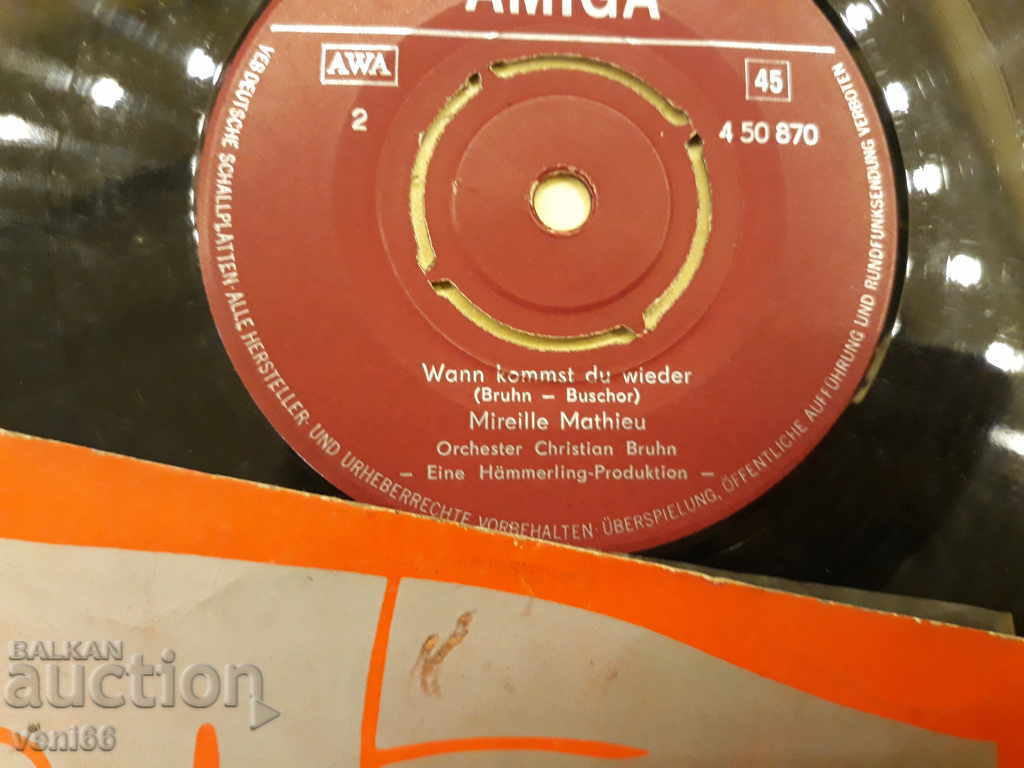 AMIGA
AWA
45
2
4 50 870
Wann kommst du wieder
(Bruhn – Buschor)
Mireille Mathieu
Orchester Christian Bruhn
– Eine Hämmerling-Produktion –
VEB DEUTSCHE SCHALLPLATTEN · ALLE HERSTELLER- UND URHEBERRECHTE VORBEHALTEN · ÜBERSPIELUNG, ÖFFENTLICHE AUFFÜHRUNG UND RUNDFUNKSENDUNG VERBOTEN
BALKAN
auction
veni66